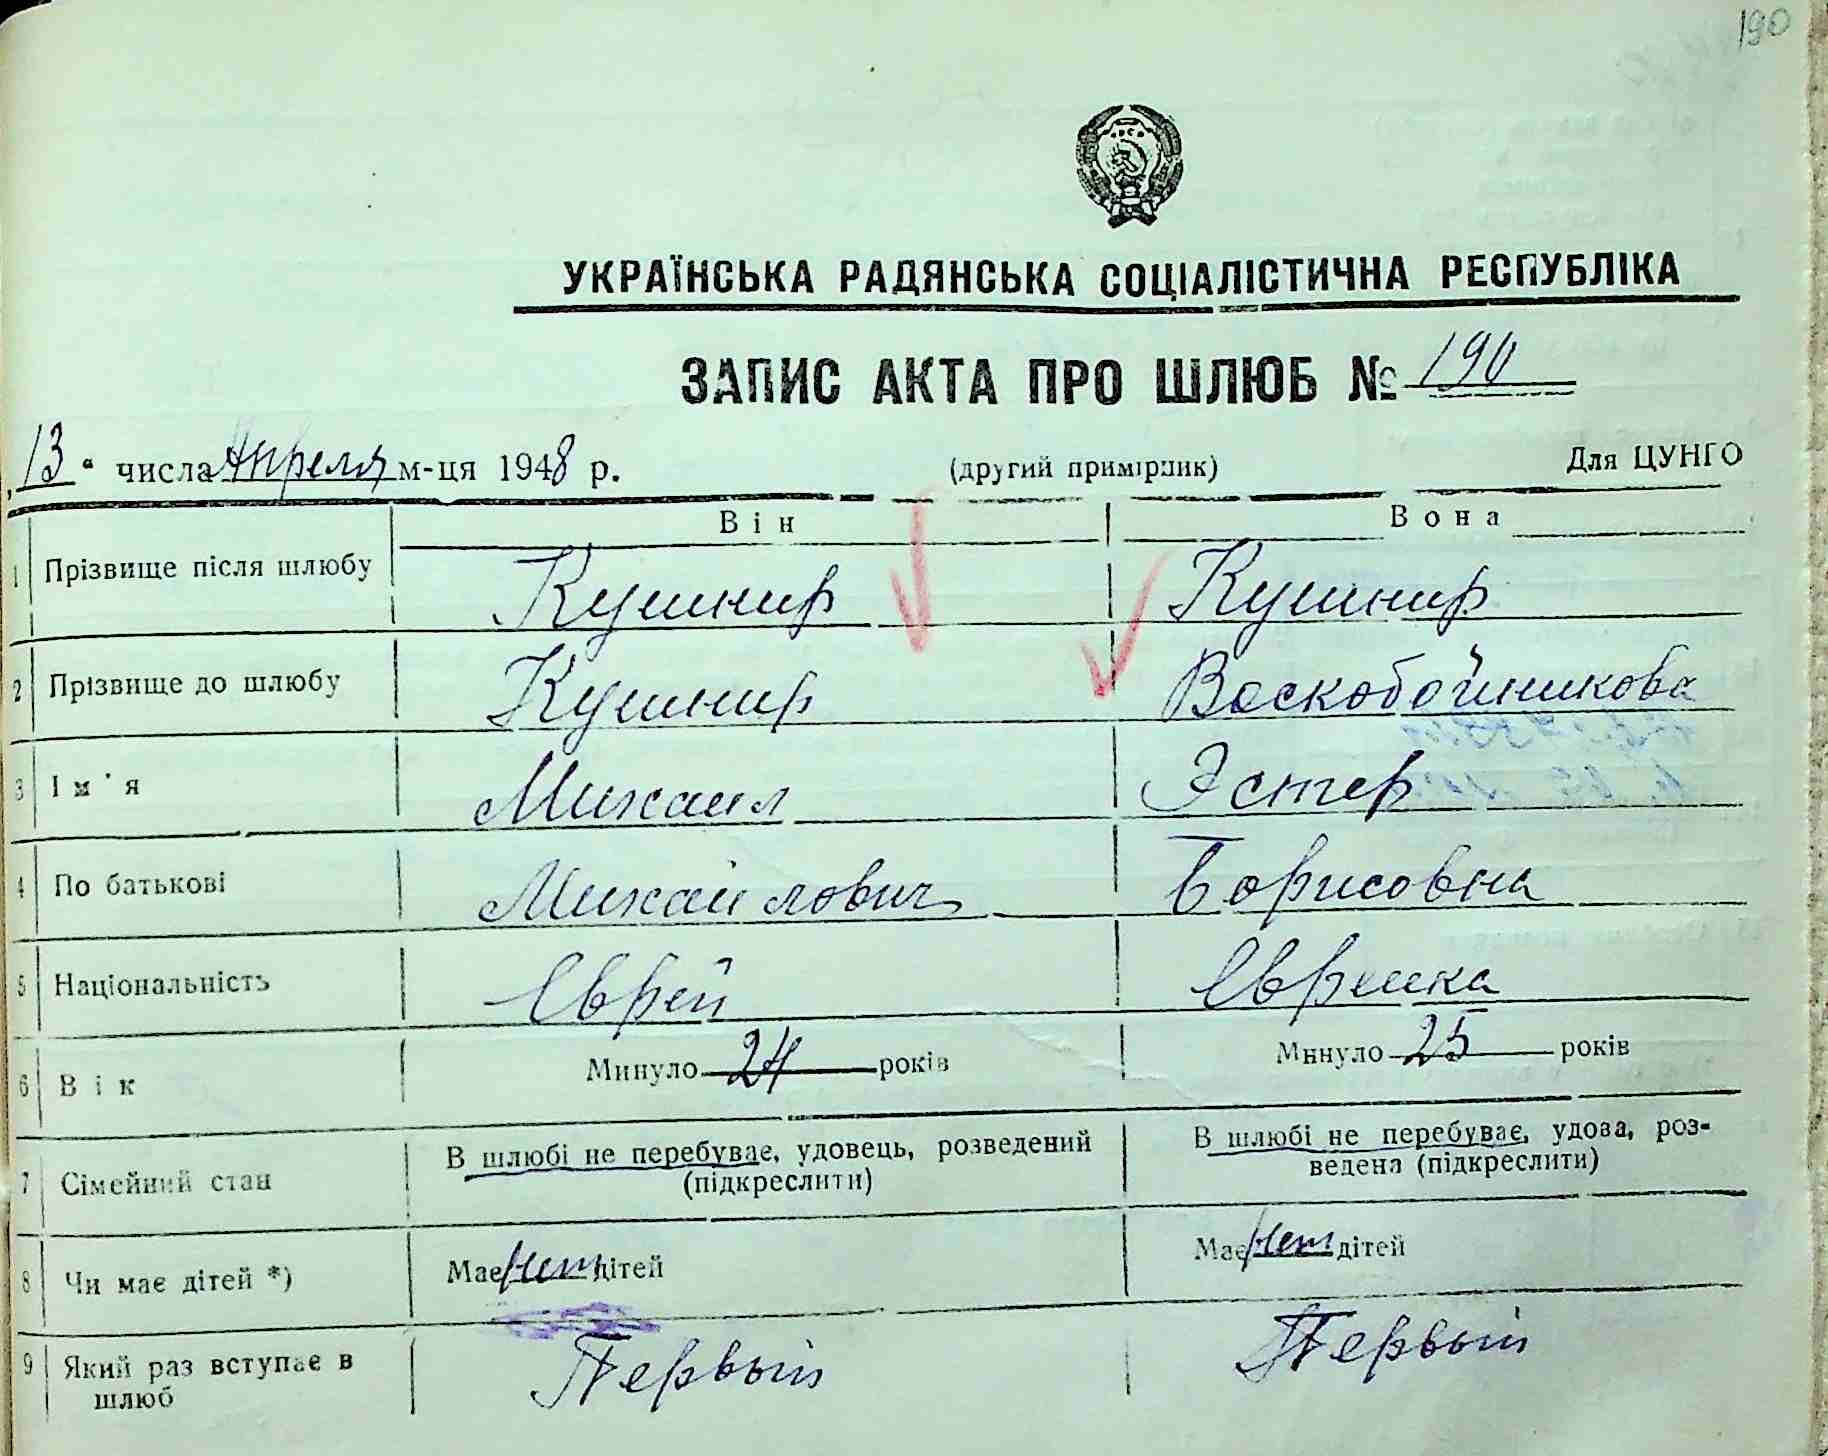 190
УКРАЇНСЬКА РАДЯНСЬКА СОЦІАЛІСТИЧНА РЕСПУБЛІКА
ЗАПИС АКТА ПРО ШЛЮБ № 190
„13“ числа Апреля м-ця 1948 р. (другий примірник) Для ЦУНГО
Він Вона
1 Прізвище після шлюбу Кушнир Кушнир
2 Прізвище до шлюбу Кушнир Воскобойникова
3 Ім'я Михаил Эстер
4 По батькові Михайлович Борисовна
5 Національність Еврей Еврейка
6 Вік Минуло 24 років Минуло 25 років
7 Сімейний стан В шлюбі не перебуває, удовець, розведений (підкреслити) В шлюбі не перебуває, удова, роз-
ведена (підкреслити)
8 Чи має дітей *) Має нет дітей Має нет дітей
9 Який раз вступає в Первый Первый
шлюб